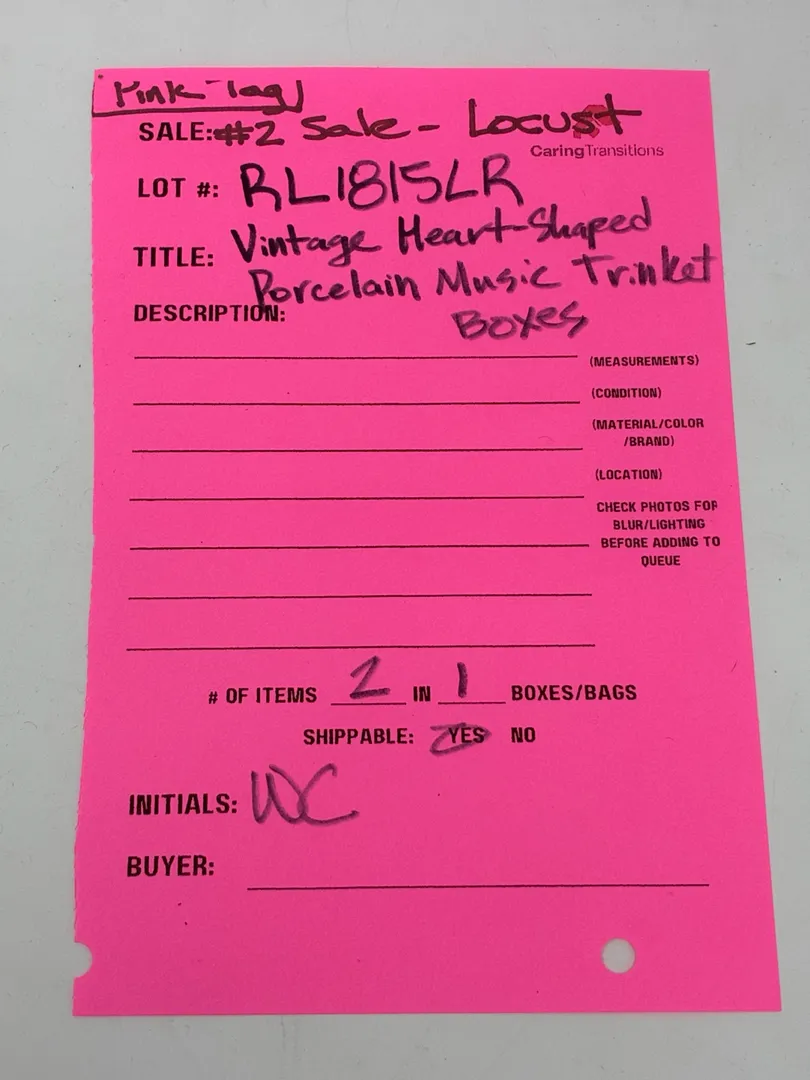 Pink Tag
SALE: #2 Sale - Locust
CaringTransitions
LOT #: RL1815LR
TITLE: Vintage Heart-Shaped
Porcelain Music Trinket
Boxes
DESCRIPTION:
(MEASUREMENTS)
(CONDITION)
(MATERIAL/COLOR
/BRAND)
(LOCATION)
CHECK PHOTOS FOR
BLUR/LIGHTING
BEFORE ADDING TO
QUEUE
# OF ITEMS 2 IN 1 BOXES/BAGS
SHIPPABLE: YES NO
INITIALS: WC
BUYER: